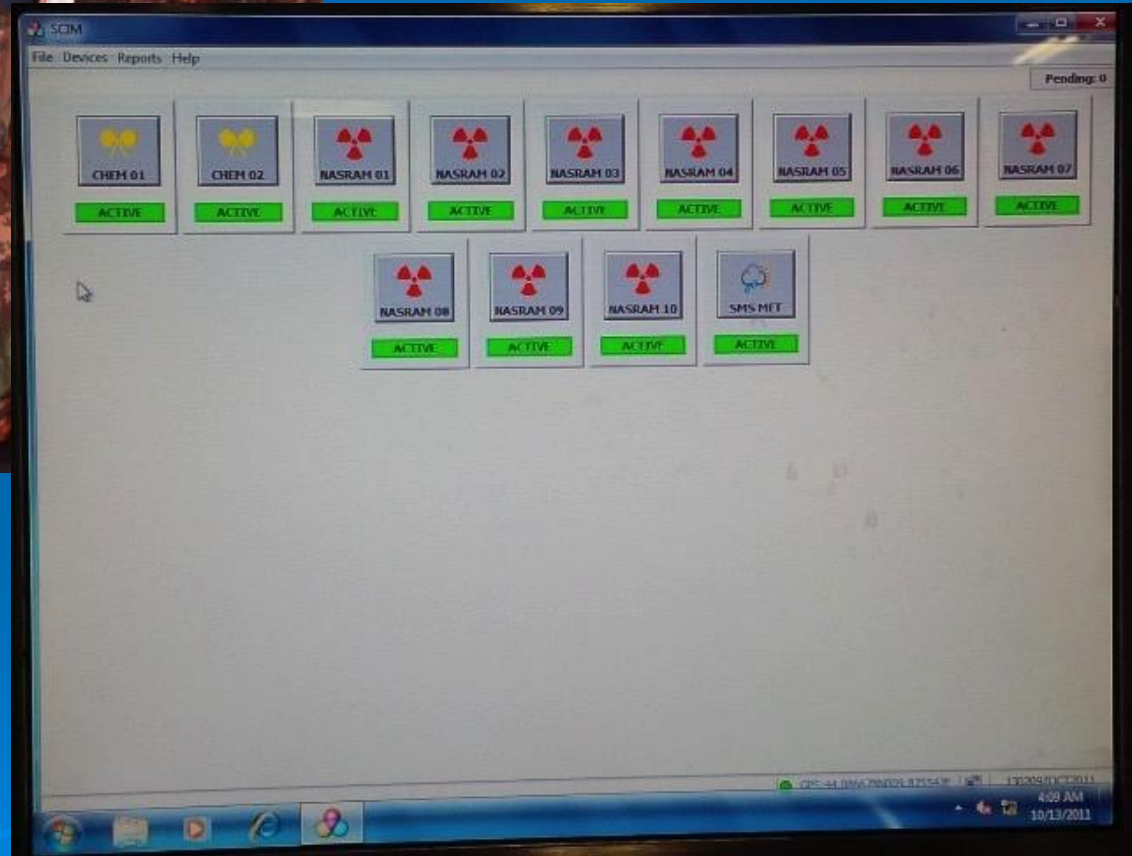 SCIM
File Devices Reports Help
Pending: 0
CHEM 01 CHEM 02 NASRAM 01 NASRAM 02 NASRAM 03 NASRAM 04 NASRAM 05 NASRAM 06 NASRAM 07
ACTIVE ACTIVE ACTIVE ACTIVE ACTIVE ACTIVE ACTIVE ACTIVE ACTIVE
NASRAM 08 NASRAM 09 NASRAM 10 SMS MET
ACTIVE ACTIVE ACTIVE ACTIVE
4:09 AM
10/13/2011